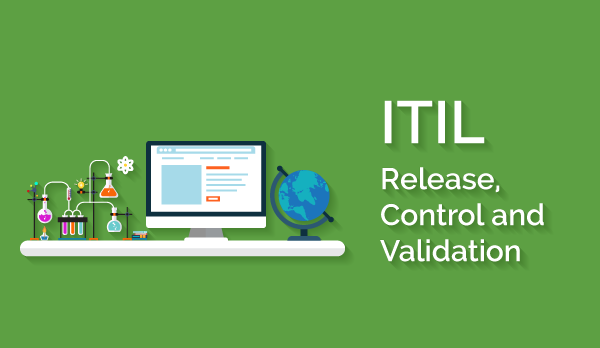 ITIL
Release,
Control and
Validation